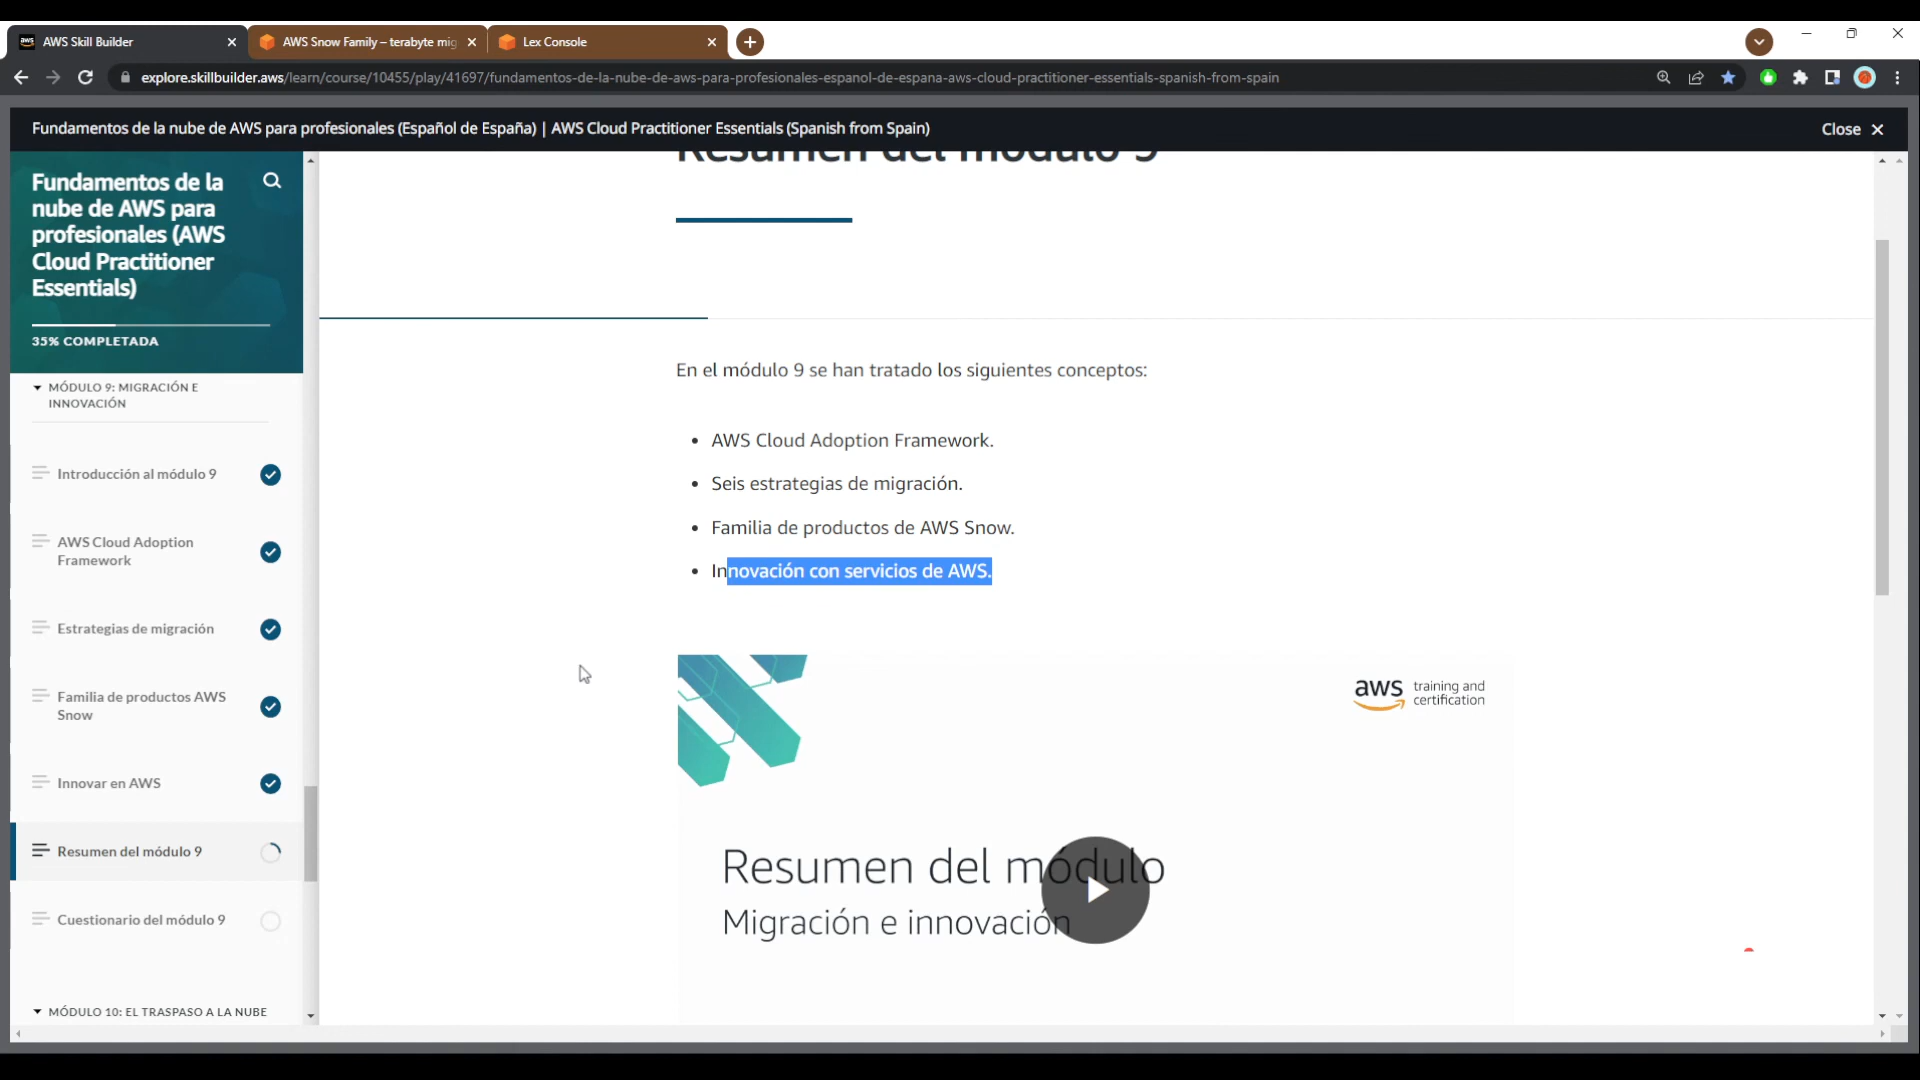 AWS Skill Builder
AWS Snow Family – terabyte mig
Lex Console
explore.skillbuilder.aws/learn/course/10455/play/41697/fundamentos-de-la-nube-de-aws-para-profesionales-espanol-de-espana-aws-cloud-practitioner-essentials-spanish-from-spain
Fundamentos de la nube de AWS para profesionales (Español de España) | AWS Cloud Practitioner Essentials (Spanish from Spain)
Close
Fundamentos de la
nube de AWS para
profesionales (AWS
Cloud Practitioner
Essentials)
35% COMPLETADA
MÓDULO 9: MIGRACIÓN E
INNOVACIÓN
Introducción al módulo 9
AWS Cloud Adoption
Framework
Estrategias de migración
Familia de productos AWS
Snow
Innovar en AWS
Resumen del módulo 9
Cuestionario del módulo 9
MÓDULO 10: EL TRASPASO A LA NUBE
Resumen del módulo 9
En el módulo 9 se han tratado los siguientes conceptos:
• AWS Cloud Adoption Framework.
• Seis estrategias de migración.
• Familia de productos de AWS Snow.
• Innovación con servicios de AWS.
aws training and
certification
Resumen del módulo
Migración e innovación